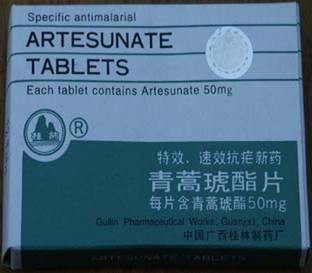 Specific antimalarial
ARTESUNATE
TABLETS
Each tablet contains Artesunate 50mg
桂林
®
特效、速效抗疟新药
青蒿琥酯片
每片含青蒿琥酯50mg
Guilin Pharmaceutical Works, Guangxi, China
中国广西桂林制药厂
ARTESUNATE TABLETS